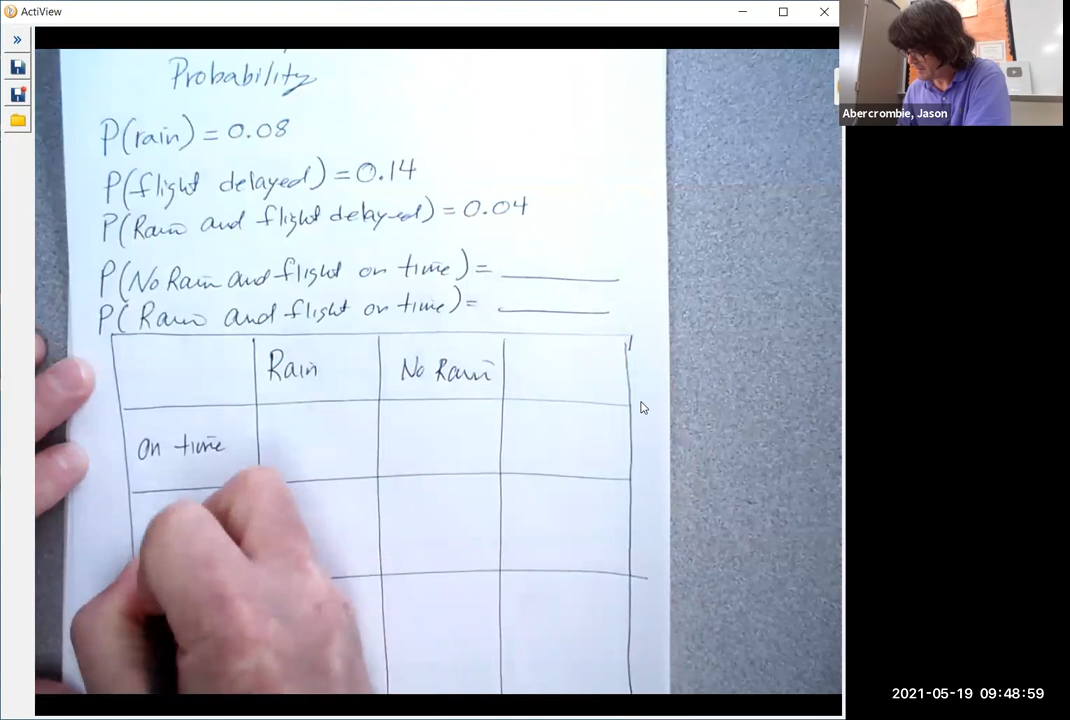 ActiView
Probability
P(rain) = 0.08
P(flight delayed) = 0.14
P(Rain and flight delayed) = 0.04
P(No Rain and flight on time) = ______
P(Rain and flight on time) = ______
Rain
No Rain
On time
Abercrombie, Jason
2021-05-19 09:48:59